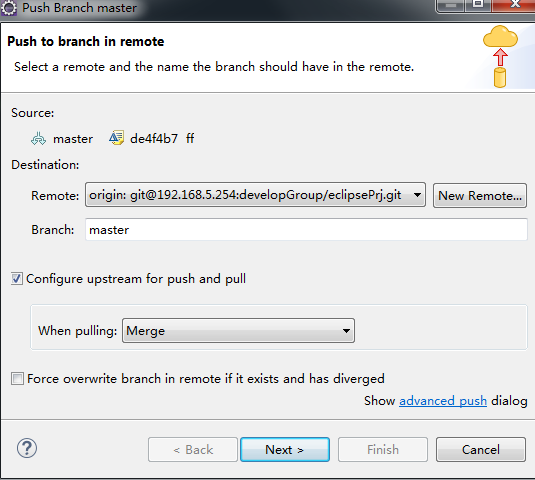 Push Branch master
Push to branch in remote
Select a remote and the name the branch should have in the remote.
Source:
master de4f4b7 ff
Destination:
Remote: origin: git@192.168.5.254:developGroup/eclipsePrj.git New Remote...
Branch: master
Configure upstream for push and pull
When pulling: Merge
Force overwrite branch in remote if it exists and has diverged
Show advanced push dialog
? < Back Next > Finish Cancel